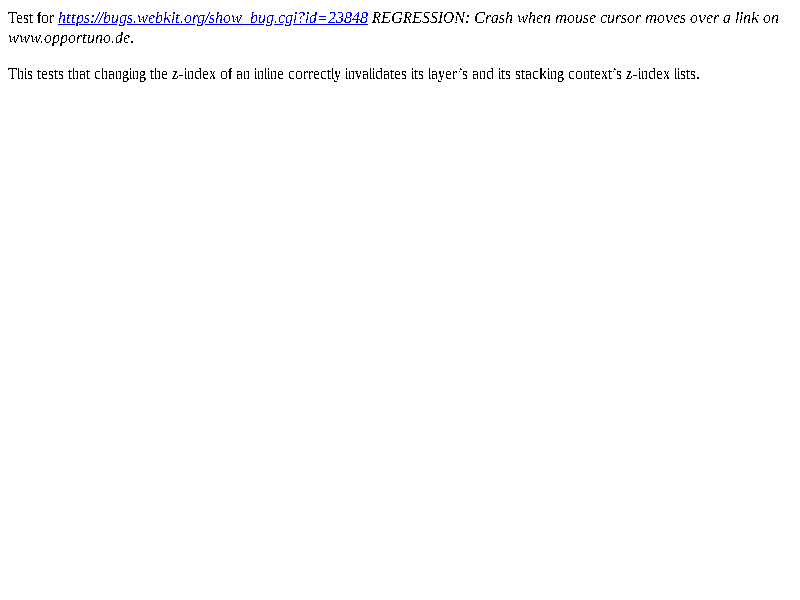 Test for https://bugs.webkit.org/show_bug.cgi?id=23848 REGRESSION: Crash when mouse cursor moves over a link on
www.opportuno.de.
This tests that changing the z-index of an inline correctly invalidates its layer’s and its stacking context’s z-index lists.